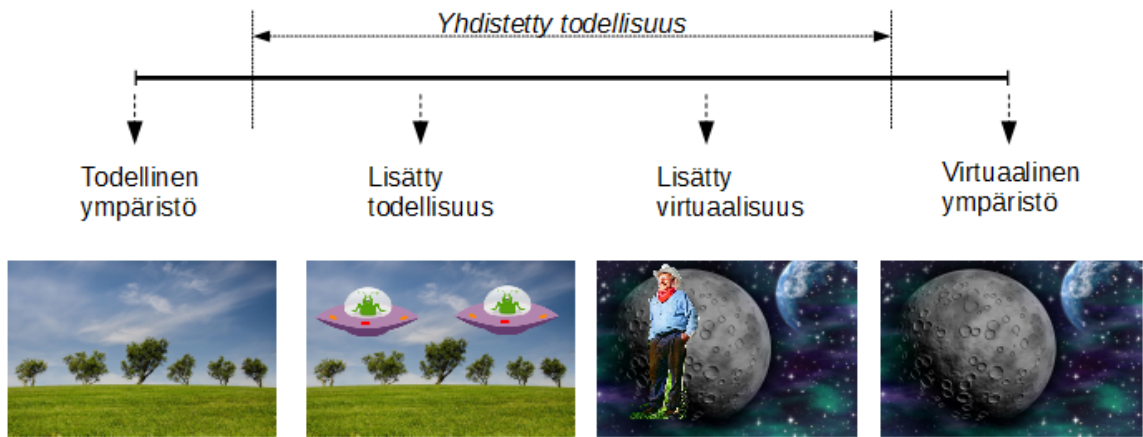 Yhdistetty todellisuus
Todellinen
ympäristö
Lisätty
todellisuus
Lisätty
virtuaalisuus
Virtuaalinen
ympäristö